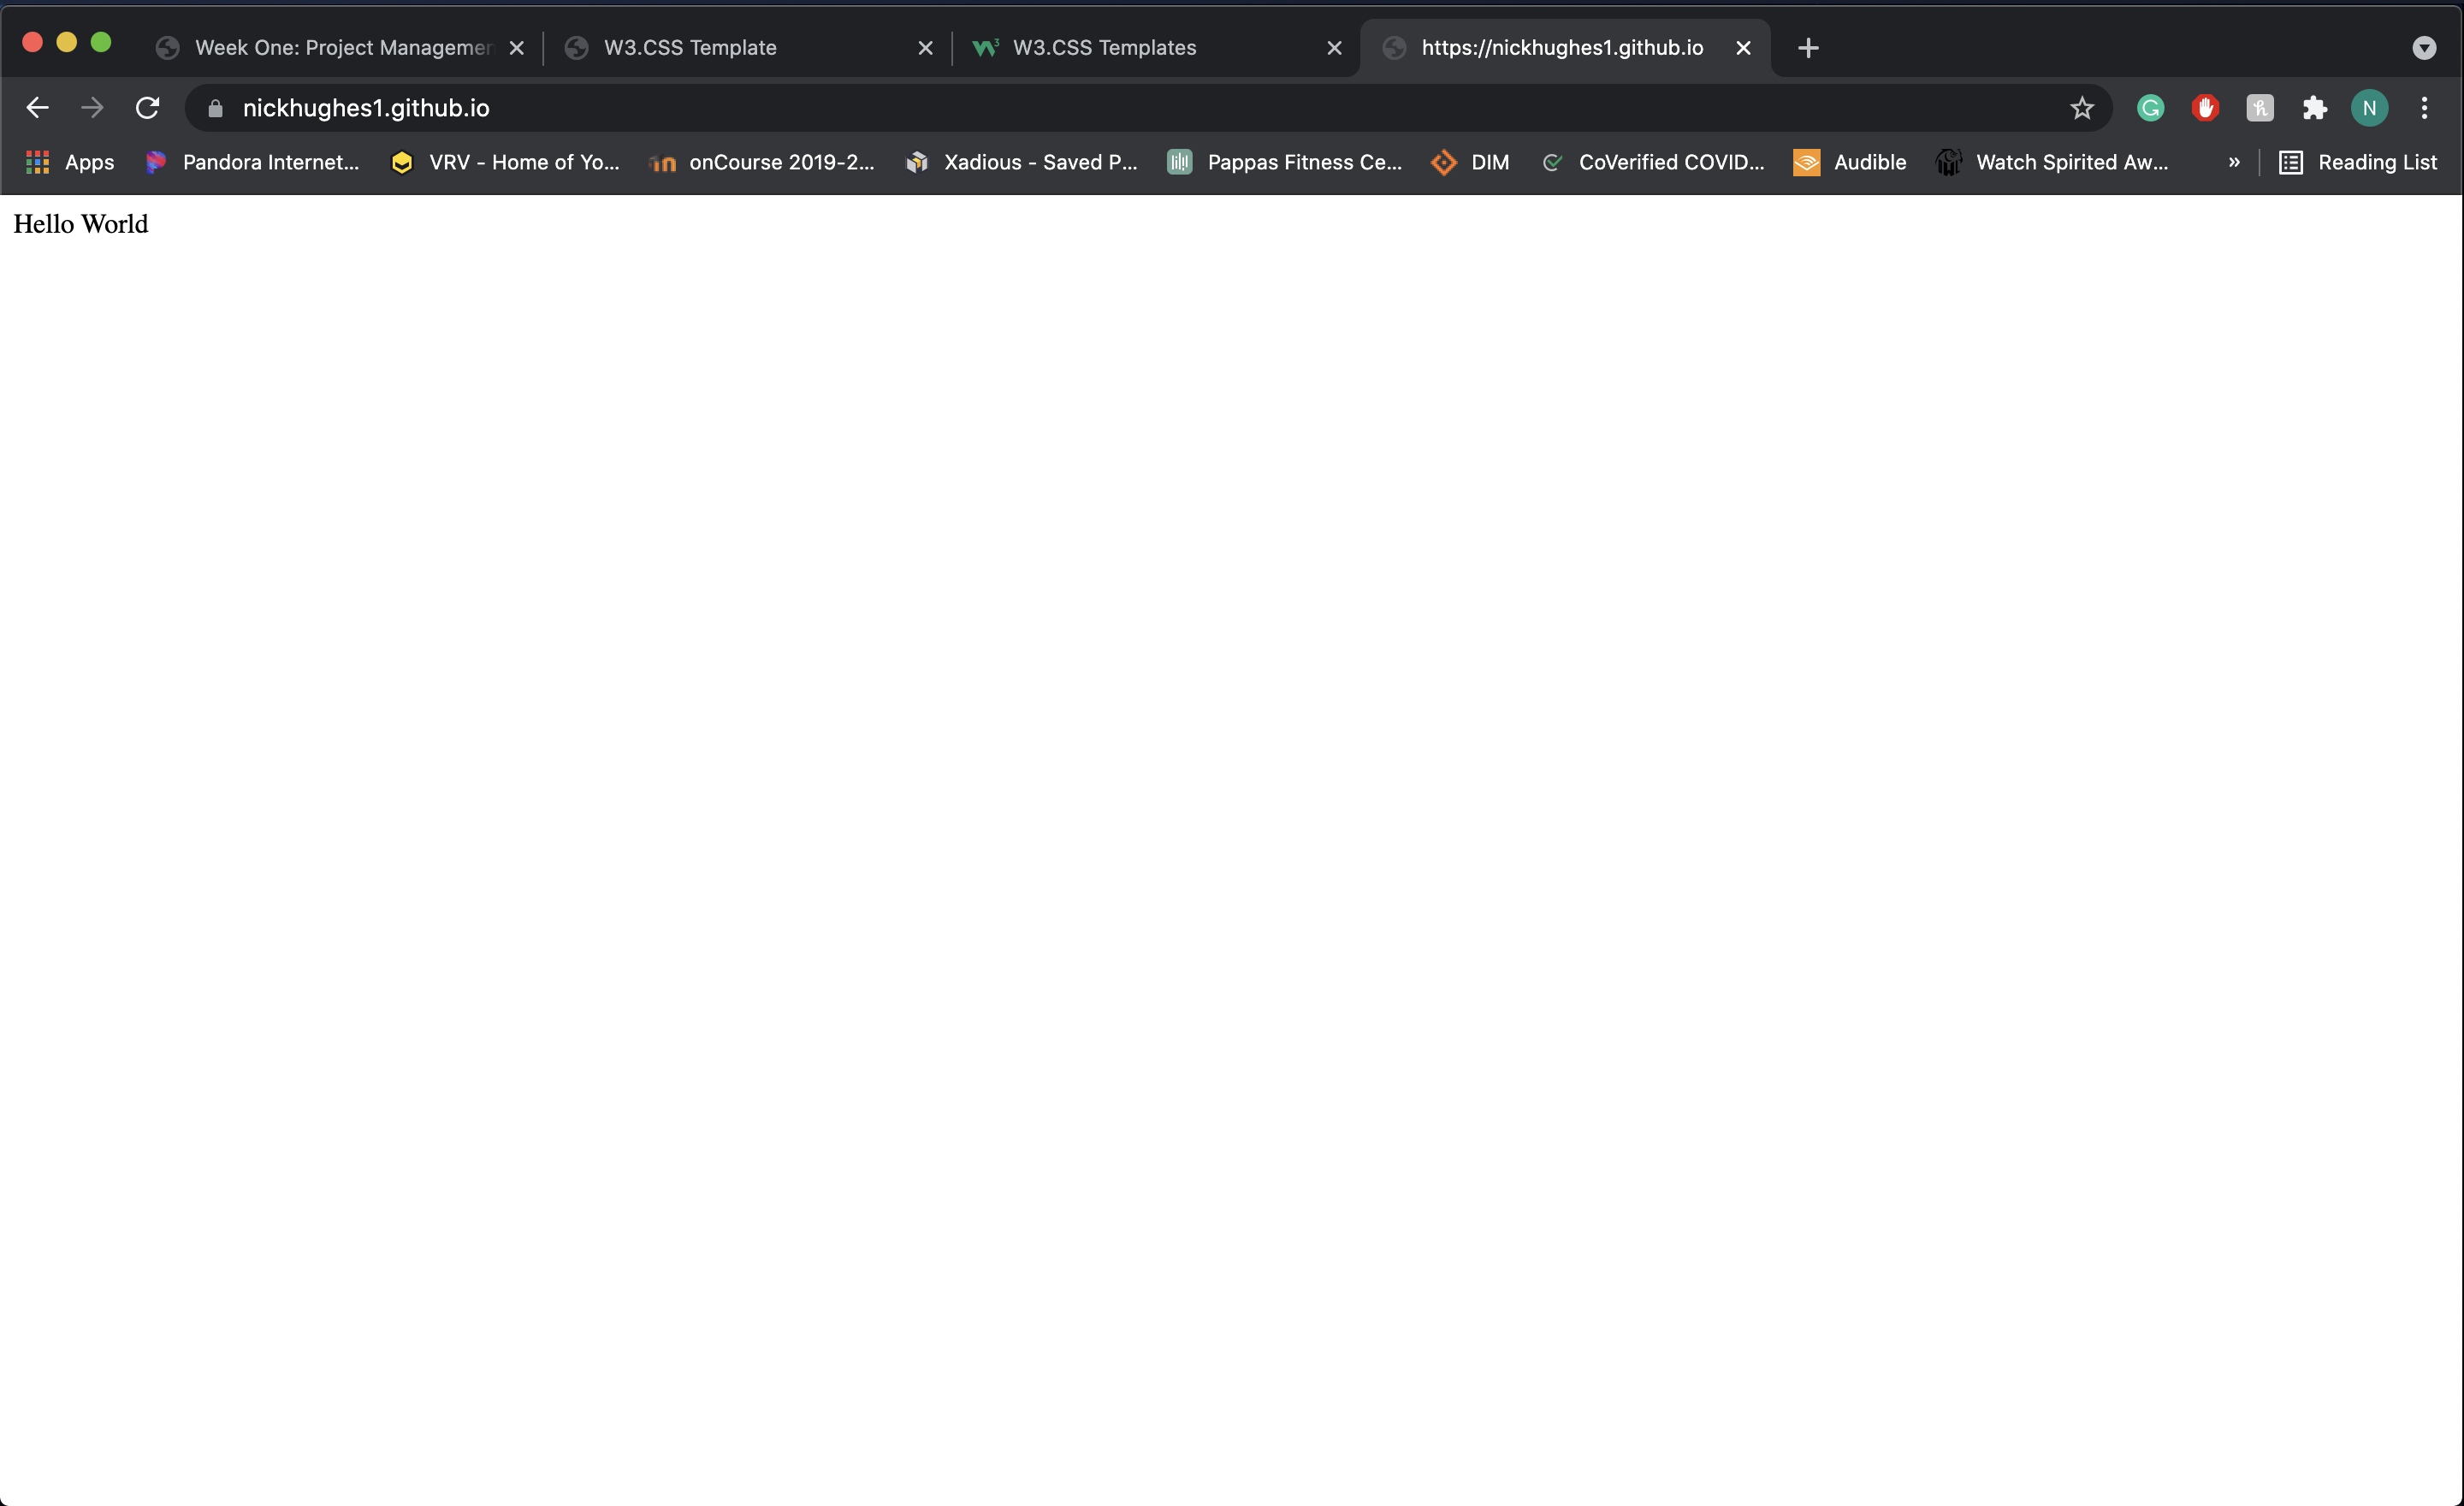 Week One: Project Managemen
W3.CSS Template
W3.CSS Templates
https://nickhughes1.github.io
nickhughes1.github.io
N
Apps
Pandora Internet...
VRV - Home of Yo...
onCourse 2019-2...
Xadious - Saved P...
Pappas Fitness Ce...
DIM
CoVerified COVID...
Audible
Watch Spirited Aw...
»
Reading List
Hello World